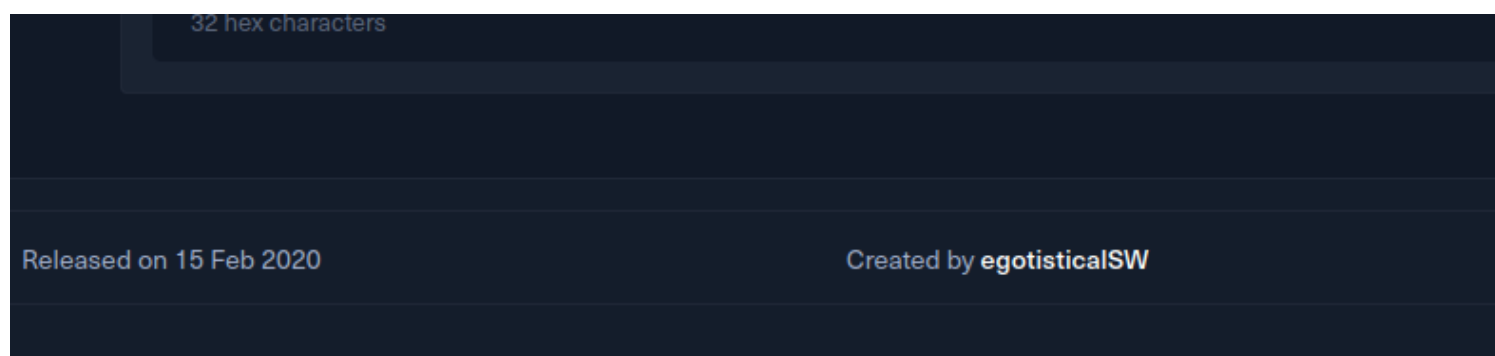 32 hex characters
Released on 15 Feb 2020
Created by egotisticalSW